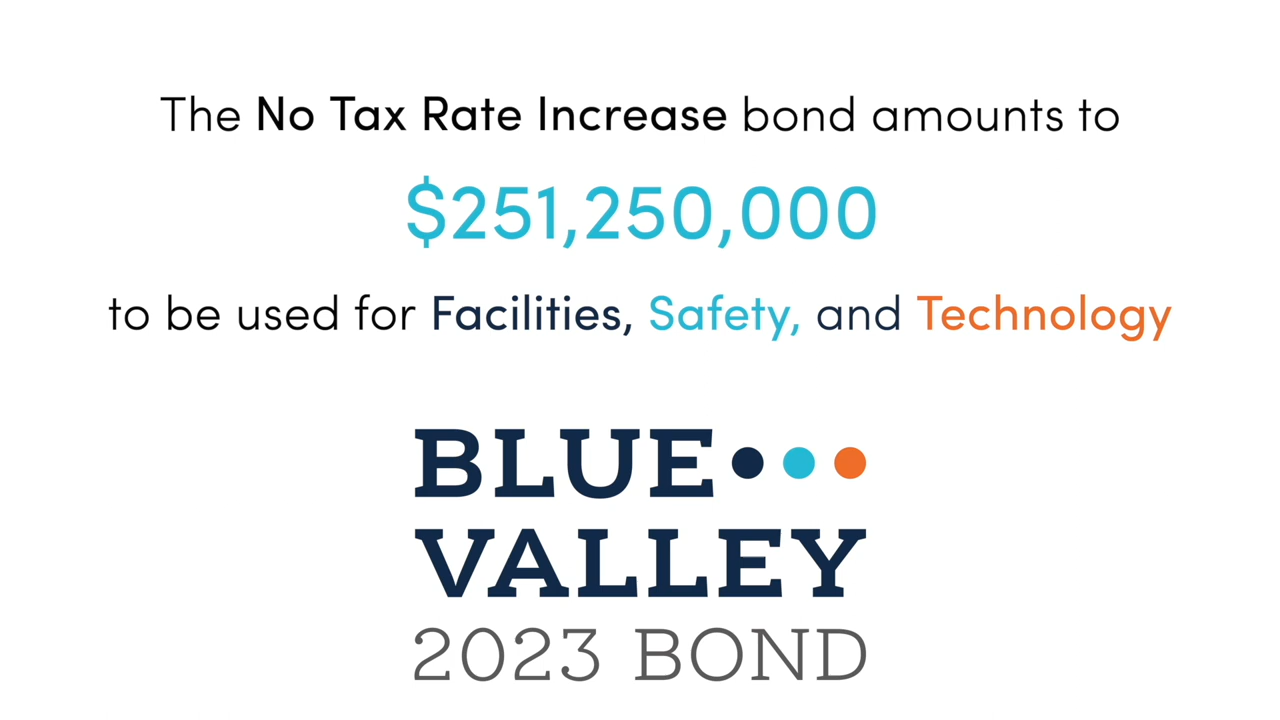 The No Tax Rate Increase bond amounts to
$251,250,000
to be used for Facilities, Safety, and Technology
BLUE
VALLEY
2023 BOND